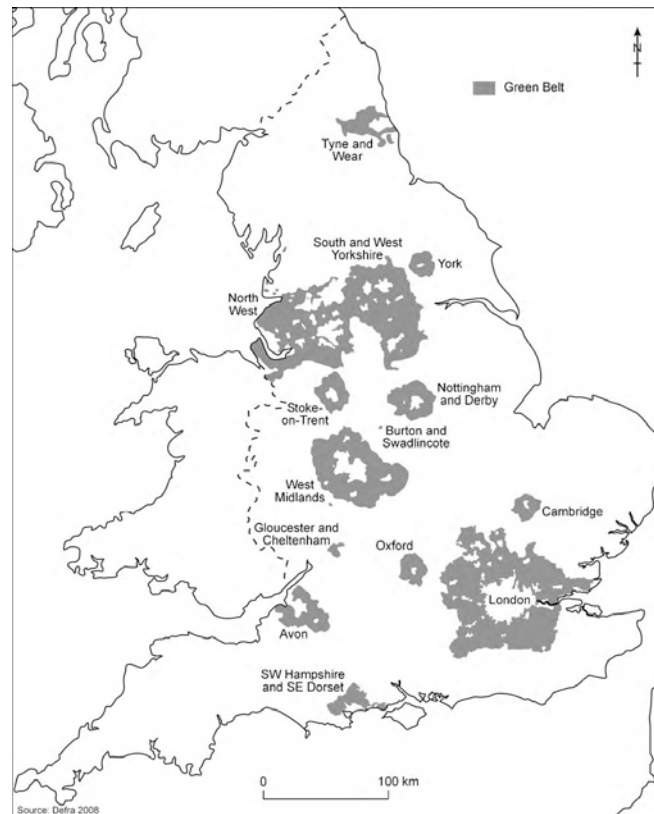 N
Green Belt
Tyne and
Wear
South and West
Yorkshire
York
North
West
Nottingham
and Derby
Stoke-
on-Trent
Burton and
Swadlincote
West
Midlands
Cambridge
Gloucester and
Cheltenham
Oxford
London
Avon
SW Hampshire
and SE Dorset
0 100 km
Source: Defra 2008